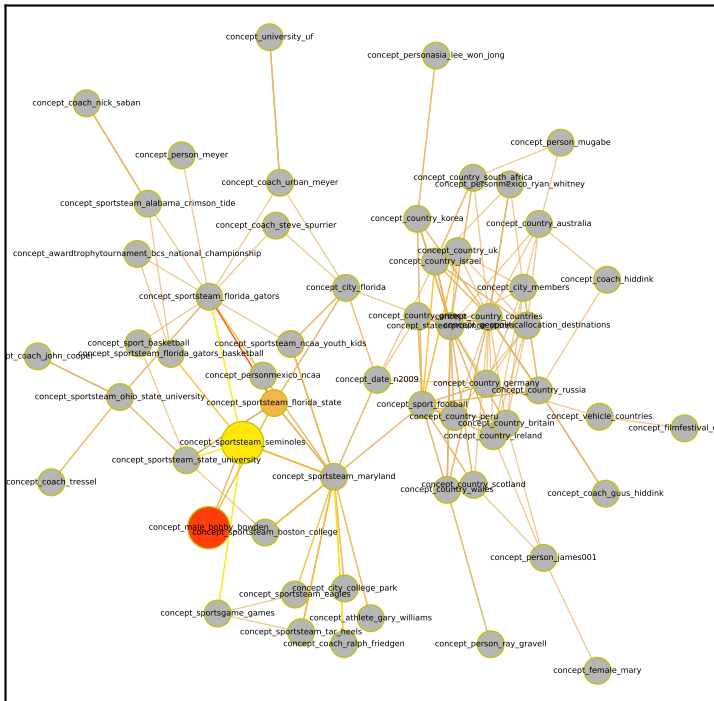 concept_university_uf
concept_personasia_lee_won_jong
concept_coach_nick_saban
concept_person_mugabe
concept_person_meyer
concept_country_south_africa
concept_coach_urban_meyer
concept_personmexico_ryan_whitney
concept_sportsteam_alabama_crimson_tide
concept_country_korea
concept_coach_steve_spurrier
concept_country_australia
concept_awardtrophytournament_bcs_national_championship
concept_country_uk
concept_country_israel
concept_coach_hiddink
concept_city_florida
concept_city_members
concept_sportsteam_florida_gators
concept_country_countries
concept_sport_basketball
concept_sportsteam_ncaa_youth_kids
pt_coach_john_cooper
concept_sportsteam_florida_gators_basketball
concept_personmexico_ncaa
concept_date_n2009
concept_country_germany
concept_country_russia
concept_sportsteam_ohio_state_university
concept_sportsteam_florida_state
concept_sport_football
concept_country_peru
concept_vehicle_countries
concept_country_britain
concept_filmfestival_
concept_country_ireland
concept_sportsteam_seminoles
concept_sportsteam_state_university
concept_sportsteam_maryland
concept_coach_tressel
concept_country_scotland
concept_country_wales
concept_coach_guus_hiddink
concept_male_bobby_bowden
concept_sportsteam_boston_college
concept_person_james001
concept_city_college_park
concept_sportsteam_eagles
concept_sportsgame_games
concept_athlete_gary_williams
concept_sportsteam_tar_heels
concept_coach_ralph_friedgen
concept_person_ray_gravell
concept_female_mary